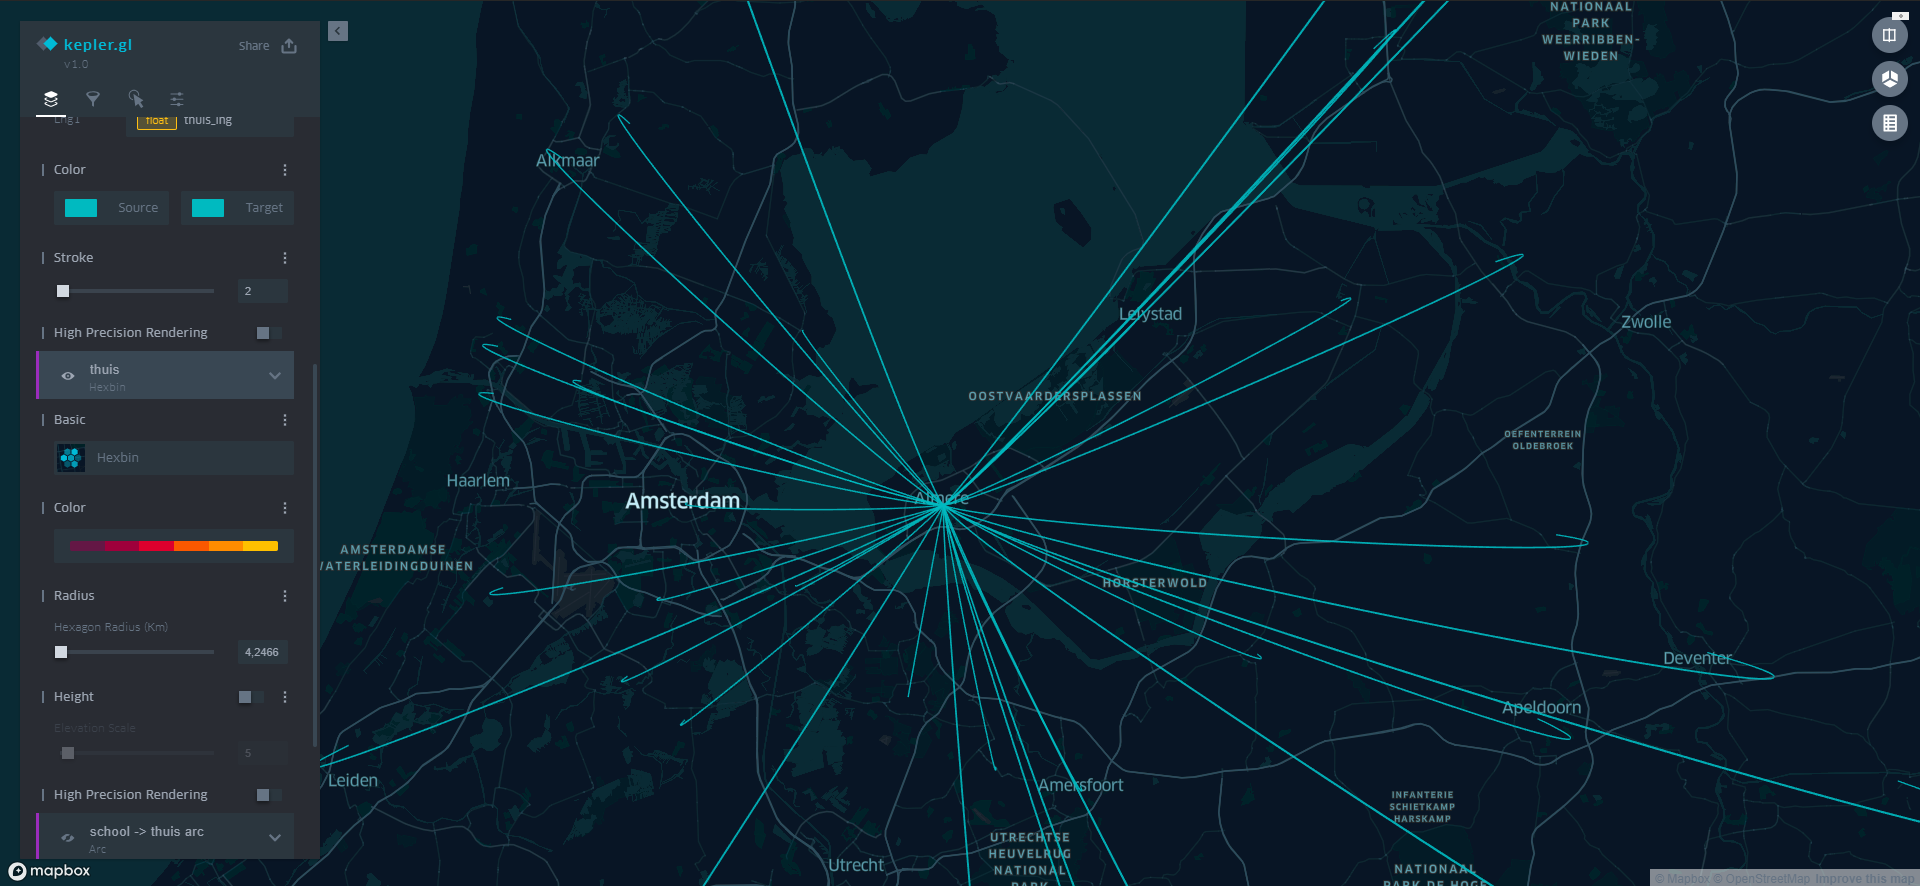 kepler.gl
v1.0
Share
Lng1
float
thuis_lng
Color
Source
Target
Stroke
2
High Precision Rendering
thuis
Hexbin
Basic
Hexbin
Color
Radius
Hexagon Radius (Km)
4,2466
Height
Elevation Scale
5
High Precision Rendering
school -> thuis arc
Arc
mapbox
NATIONAAL
PARK
WEERRIBBEN-
WIEDEN
Alkmaar
Lelystad
Zwolle
OOSTVAARDERSPLASSEN
OEFENTERREIN
OLDEBROEK
Haarlem
Amsterdam
Almere
AMSTERDAMSE
WATERLEIDINGDUINEN
HORSTERWOLD
Deventer
Apeldoorn
Leiden
Amersfoort
INFANTERIE
SCHIETKAMP
HARSKAMP
UTRECHTSE
HEUVELRUG
NATIONAL
PARK
Utrecht
NATIONAAL
PARK DE HOGE
© Mapbox © OpenStreetMap Improve this map